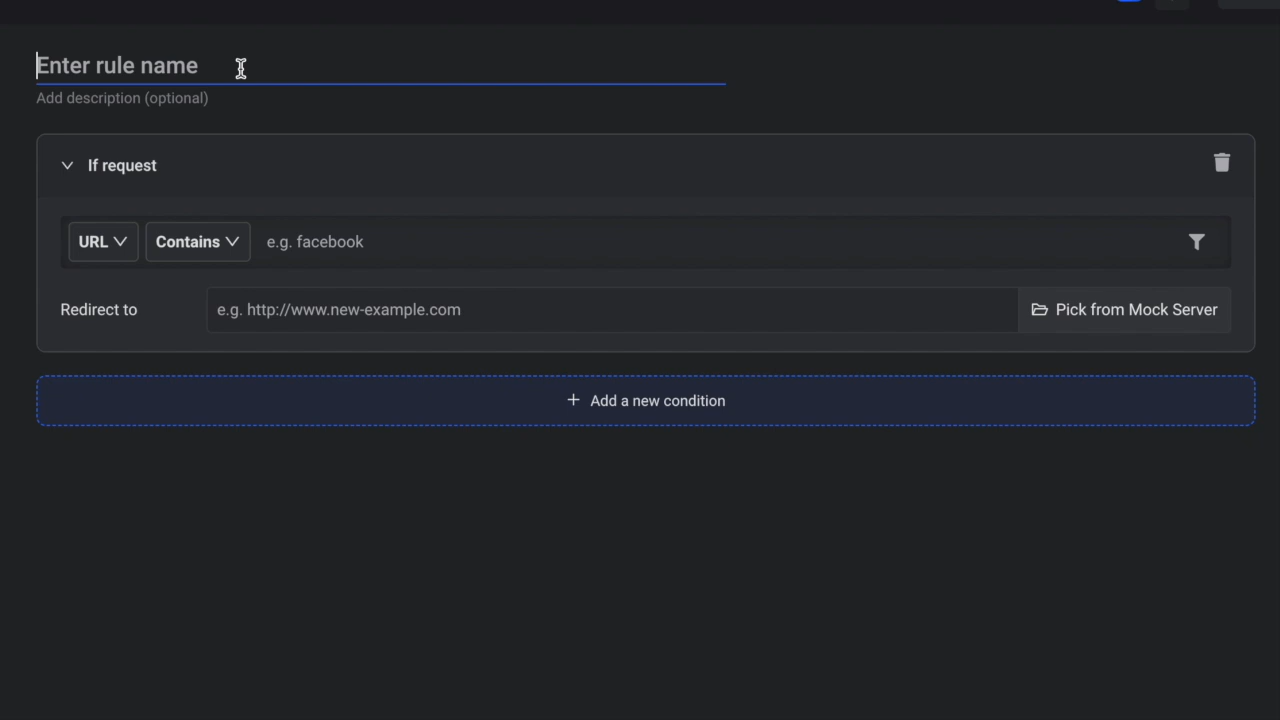 Enter rule name
Add description (optional)
If request
URL Contains e.g. facebook
Redirect to e.g. http://www.new-example.com Pick from Mock Server
Add a new condition